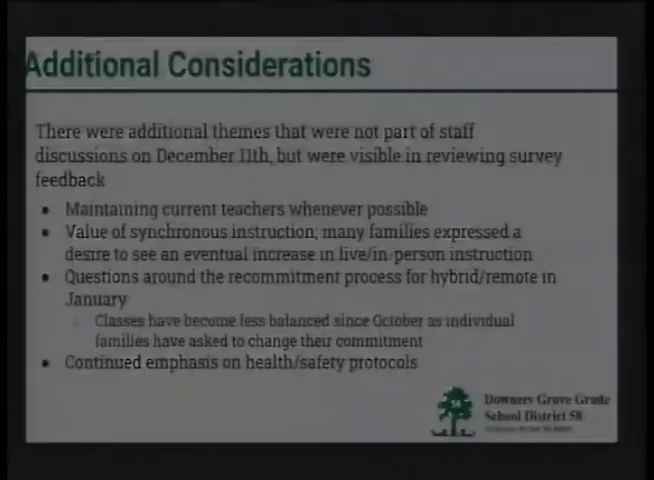 Additional Considerations
There were additional themes that were not part of staff
discussions on December 11th, but were visible in reviewing survey
feedback
• Maintaining current teachers whenever possible
• Value of synchronous instruction; many families expressed a
desire to see an eventual increase in live/in-person instruction
• Questions around the recommitment process for hybrid/remote in
January
Classes have become less balanced since October as individual
families have asked to change their commitment
• Continued emphasis on health/safety protocols
58
Downers Grove Grade
School District 58